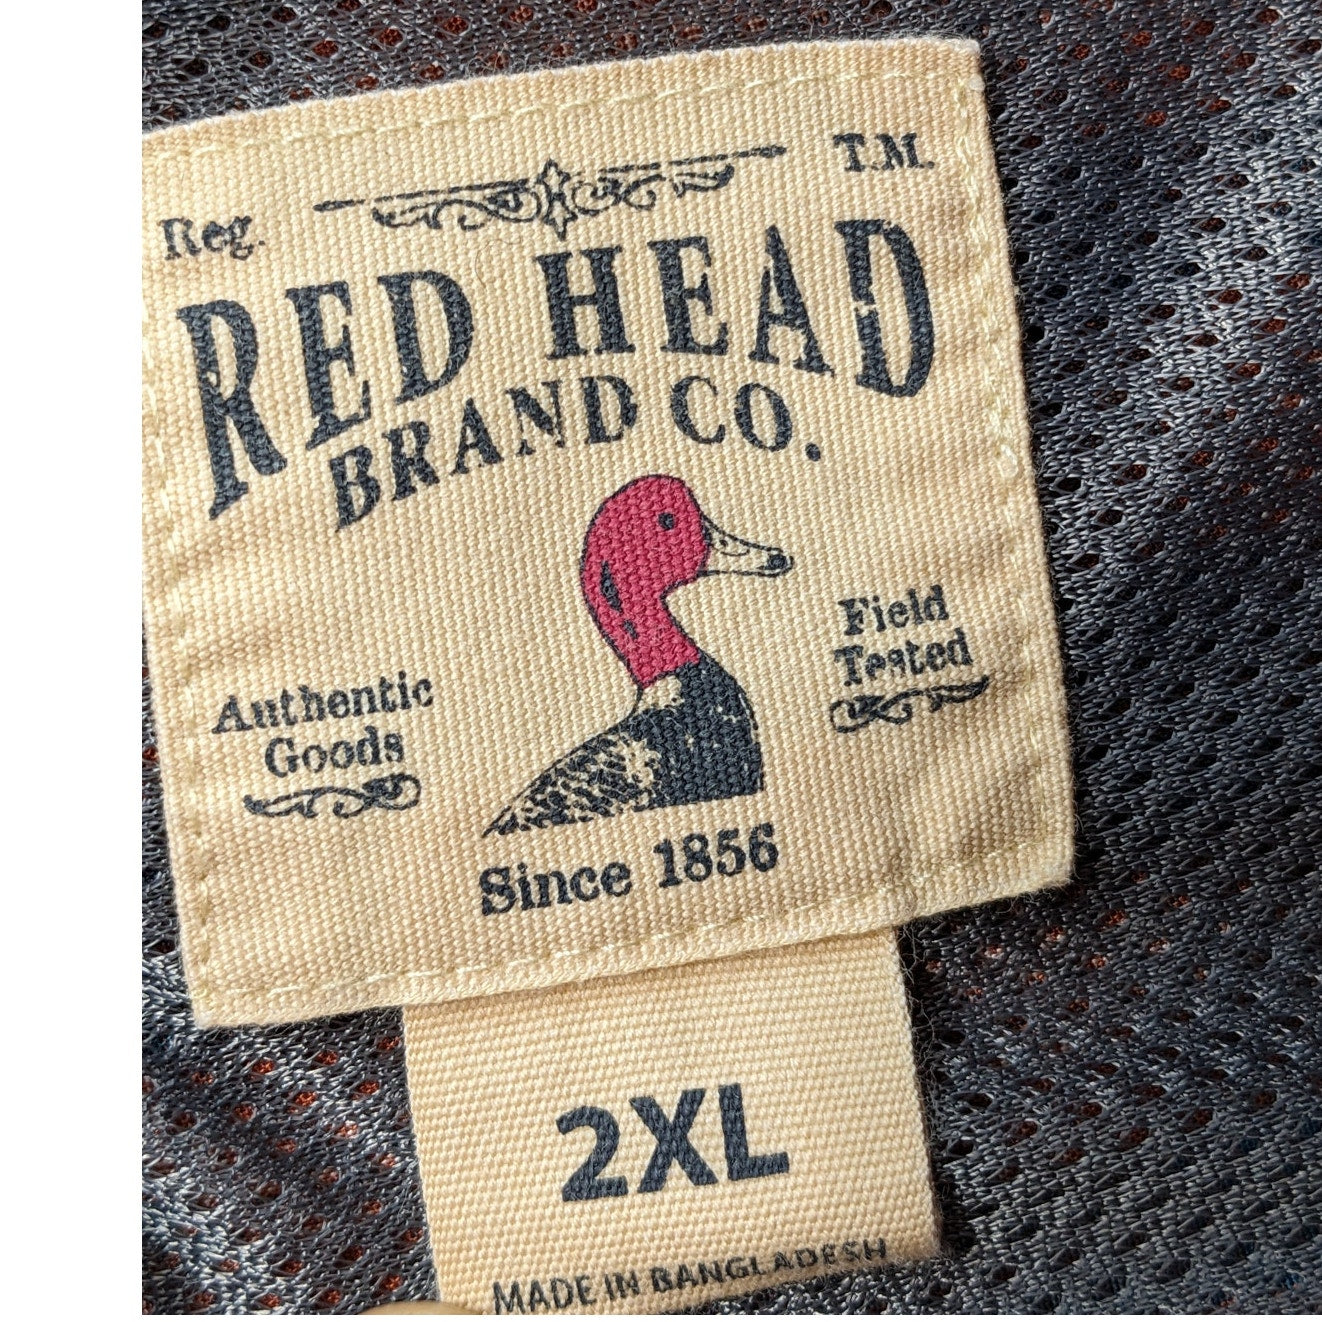 Reg. T.M.
RED HEAD
BRAND CO.
Authentic
Goods
Field
Tested
Since 1856
2XL
MADE IN BANGLADESH